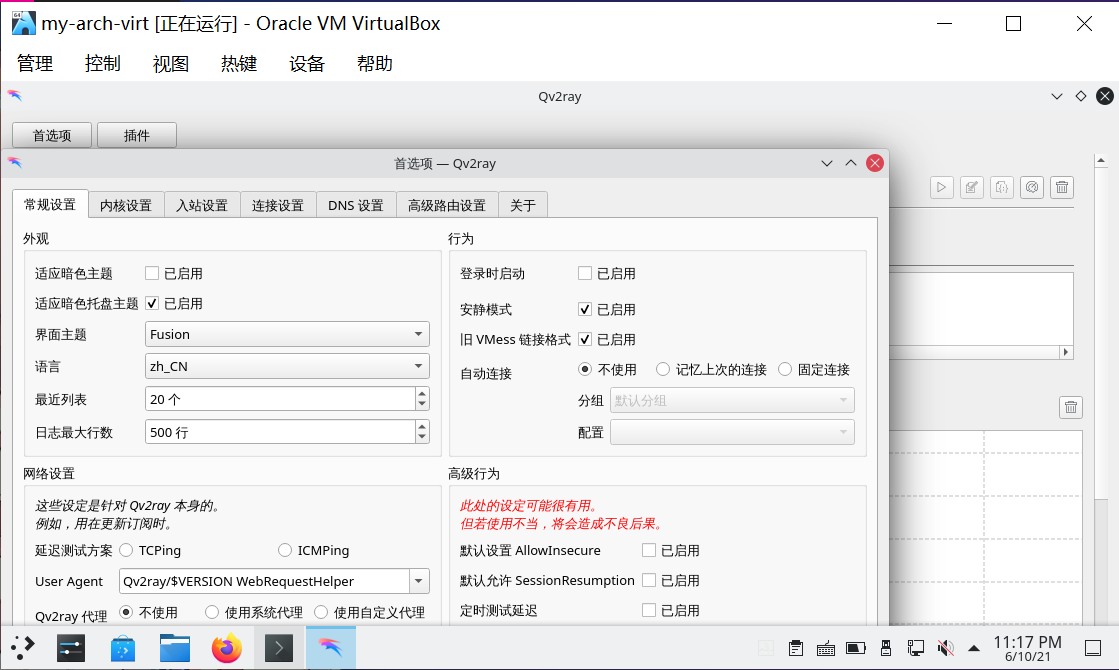 my-arch-virt [正在运行] - Oracle VM VirtualBox
管理 控制 视图 热键 设备 帮助
Qv2ray
首选项 插件
首选项 — Qv2ray
常规设置 内核设置 入站设置 连接设置 DNS 设置 高级路由设置 关于
外观
适应暗色主题 已启用
适应暗色托盘主题 已启用
界面主题 Fusion
语言 zh_CN
最近列表 20 个
日志最大行数 500 行
行为
登录时启动 已启用
安静模式 已启用
旧 VMess 链接格式 已启用
自动连接 不使用 记忆上次的连接 固定连接
分组 默认分组
配置
网络设置
这些设定是针对 Qv2ray 本身的。
例如，用在更新订阅时。
延迟测试方案 TCPing ICMPing
User Agent Qv2ray/$VERSION WebRequestHelper
Qv2ray 代理 不使用 使用系统代理 使用自定义代理
高级行为
此处的设定可能很有用。
但若使用不当，将会造成不良后果。
默认设置 AllowInsecure 已启用
默认允许 SessionResumption 已启用
定时测试延迟 已启用
11:17 PM
6/10/21